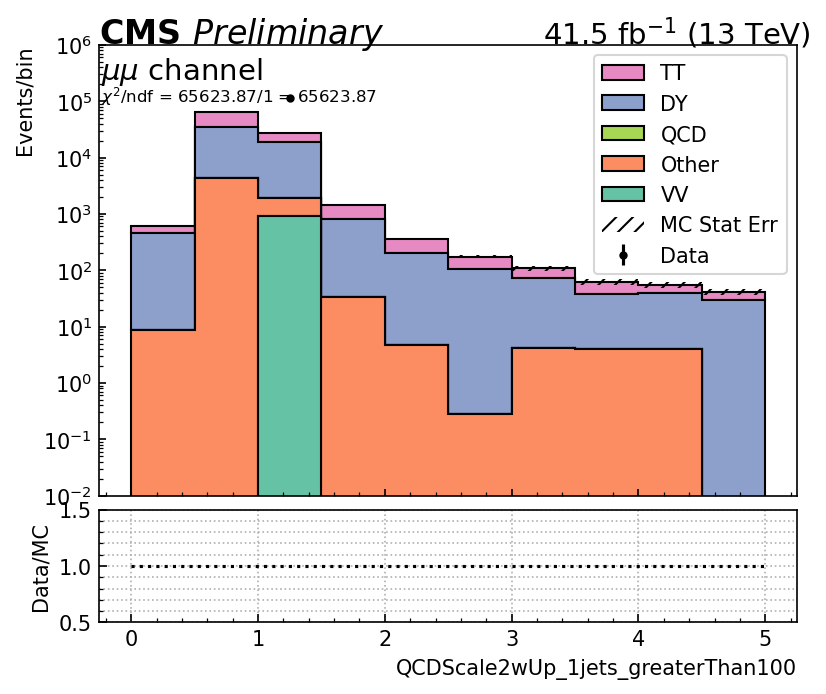 CMS Preliminary 41.5 fb⁻¹ (13 TeV)
μμ channel
χ²/ndf = 65623.87/1 = 65623.87
Events/bin
10⁶
10⁵
10⁴
10³
10²
10¹
10⁰
10⁻¹
10⁻²
TT
DY
QCD
Other
VV
MC Stat Err
Data
Data/MC
1.5
1.0
0.5
0 1 2 3 4 5
QCDScale2wUp_1jets_greaterThan100